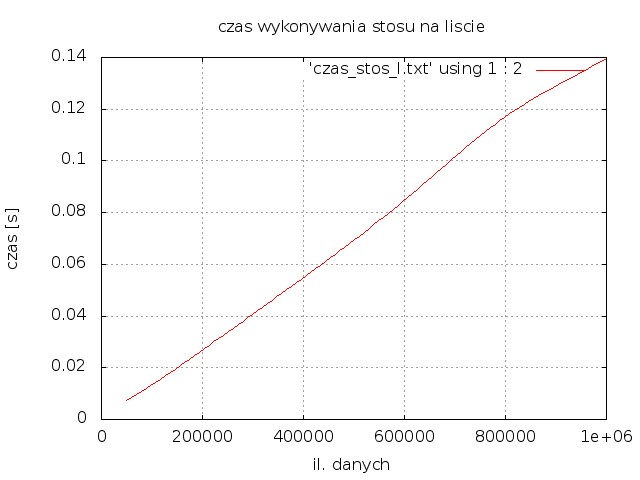 czas wykonywania stosu na liscie
'czas_stos_l.txt' using 1 : 2
0.14
0.12
0.1
0.08
0.06
0.04
0.02
0
czas [s]
0 200000 400000 600000 800000 1e+06
il. danych